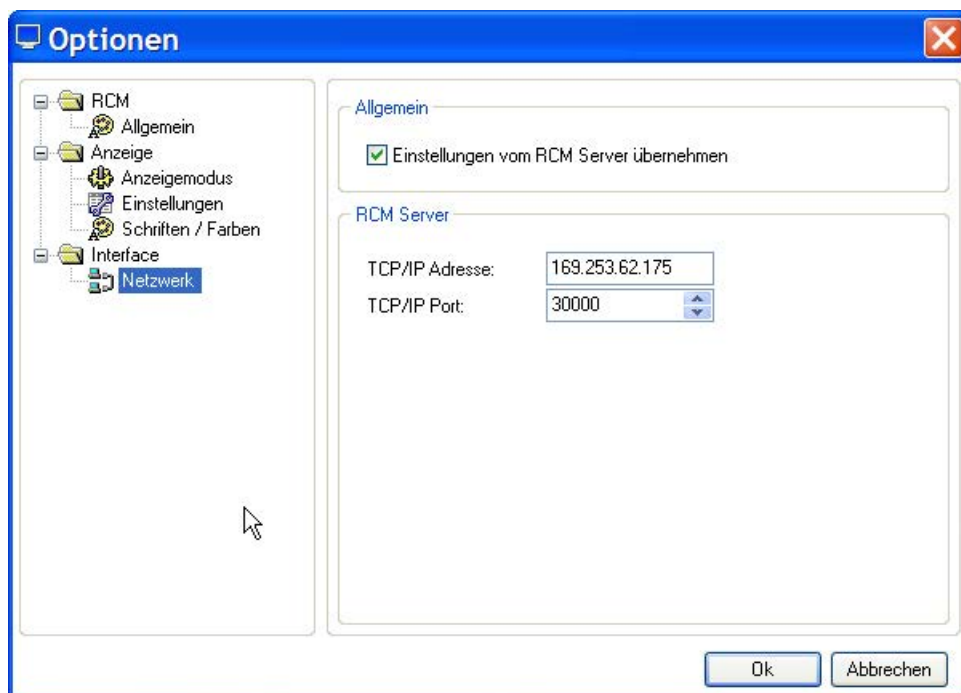 Optionen
RCM
Allgemein
Anzeige
Anzeigemodus
Einstellungen
Schriften / Farben
Interface
Netzwerk
Allgemein
Einstellungen vom RCM Server übernehmen
RCM Server
TCP/IP Adresse: 169.253.62.175
TCP/IP Port: 30000
Ok Abbrechen